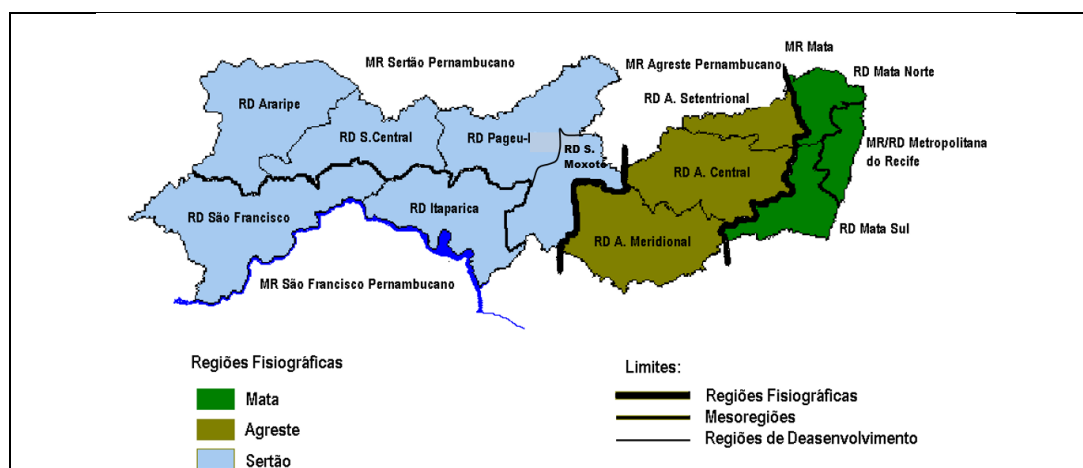 MR Mata
MR Sertão Pernambucano
MR Agreste Pernambucano
RD Mata Norte
RD Araripe
RD A. Setentrional
RD S.Central
RD Pageu-I
MR/RD Metropolitana
do Recife
RD S.
Moxotó
RD A. Central
RD São Francisco
RD Itaparica
RD Mata Sul
RD A. Meridional
MR São Francisco Pernambucano
Regiões Fisiográficas
Mata
Agreste
Sertão
Limites:
Regiões Fisiográficas
Mesoregiões
Regiões de Deasenvolvimento